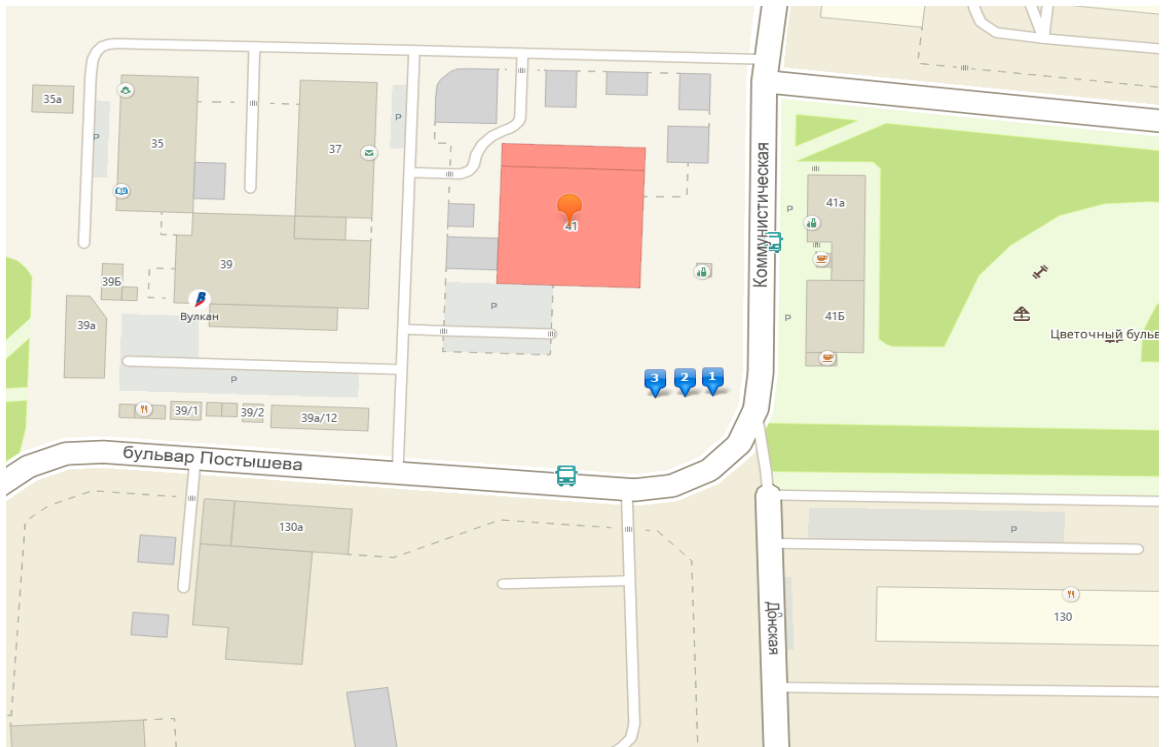 35а
P
35
37
P
39
Вулкан
39Б
39а
P
39/1
39/2
39а/12
бульвар Постышева
41
P
3
2
1
Коммунистическая
P
41а
P
41Б
Цветочный бульв
130а
Донская
P
130